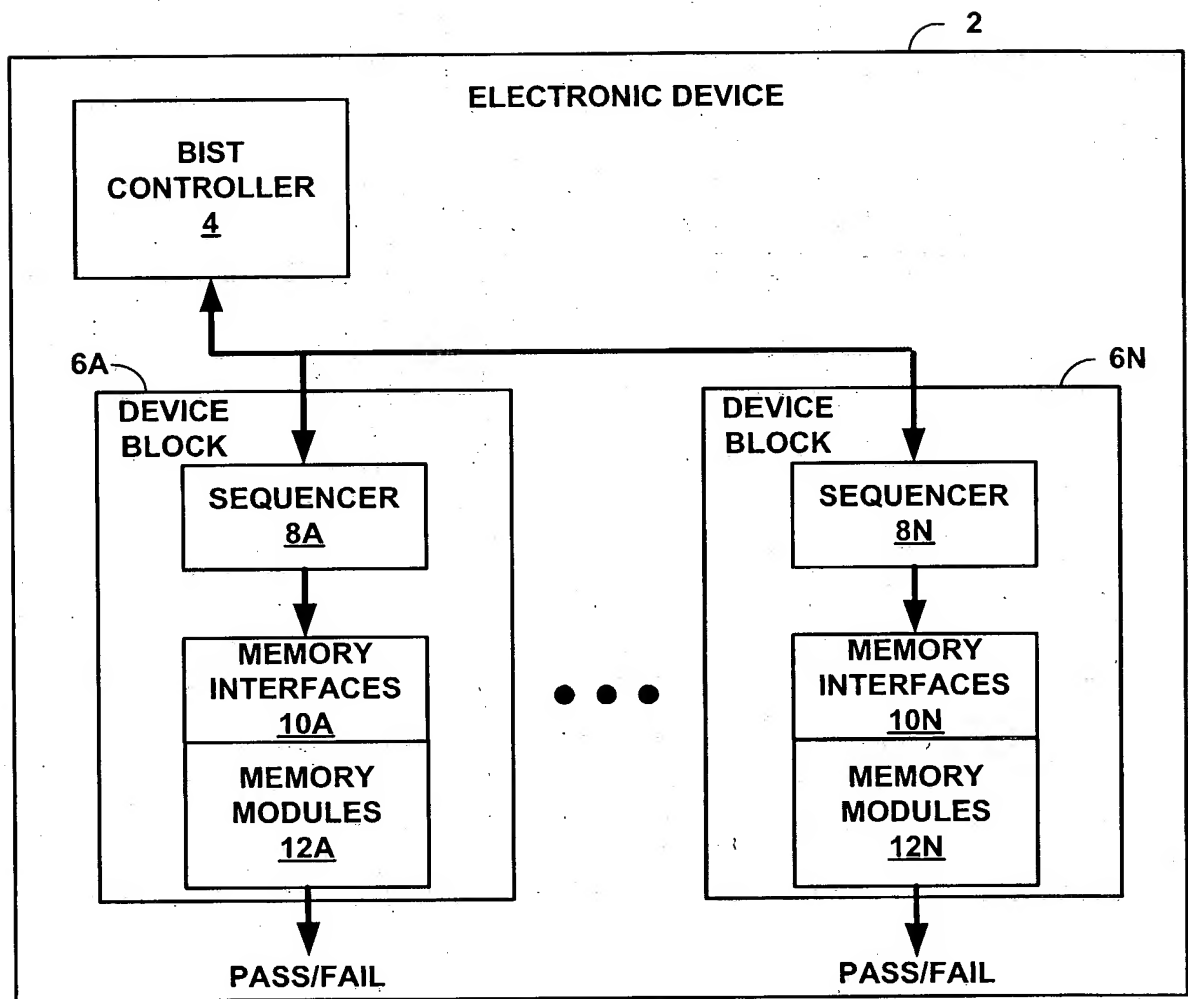 2
ELECTRONIC DEVICE
BIST
CONTROLLER
4
6A
DEVICE
BLOCK
SEQUENCER
8A
MEMORY
INTERFACES
10A
MEMORY
MODULES
12A
PASS/FAIL
6N
DEVICE
BLOCK
SEQUENCER
8N
MEMORY
INTERFACES
10N
MEMORY
MODULES
12N
PASS/FAIL